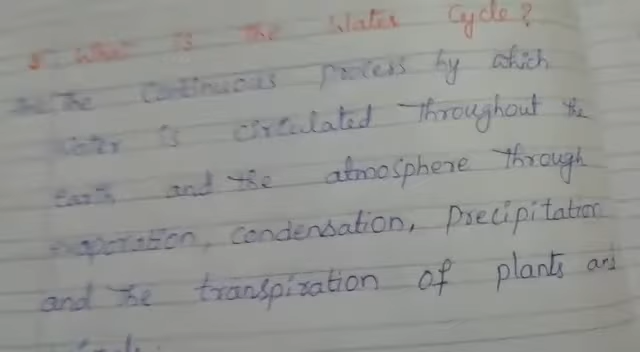 What is the Water Cycle?
The continuous process by which
water is circulated throughout the
earth and the atmosphere through
evaporation, condensation, precipitation
and the transpiration of plants and